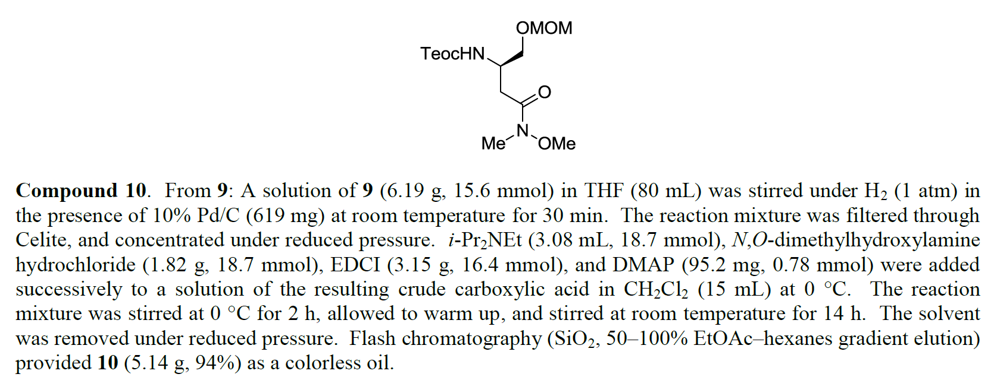 OMOM
TeocHN
O
N
Me
OMe
Compound 10. From 9: A solution of 9 (6.19 g, 15.6 mmol) in THF (80 mL) was stirred under H₂ (1 atm) in
the presence of 10% Pd/C (619 mg) at room temperature for 30 min. The reaction mixture was filtered through
Celite, and concentrated under reduced pressure. i-Pr₂NEt (3.08 mL, 18.7 mmol), N,O-dimethylhydroxylamine
hydrochloride (1.82 g, 18.7 mmol), EDCI (3.15 g, 16.4 mmol), and DMAP (95.2 mg, 0.78 mmol) were added
successively to a solution of the resulting crude carboxylic acid in CH₂Cl₂ (15 mL) at 0 °C. The reaction
mixture was stirred at 0 °C for 2 h, allowed to warm up, and stirred at room temperature for 14 h. The solvent
was removed under reduced pressure. Flash chromatography (SiO₂, 50–100% EtOAc–hexanes gradient elution)
provided 10 (5.14 g, 94%) as a colorless oil.